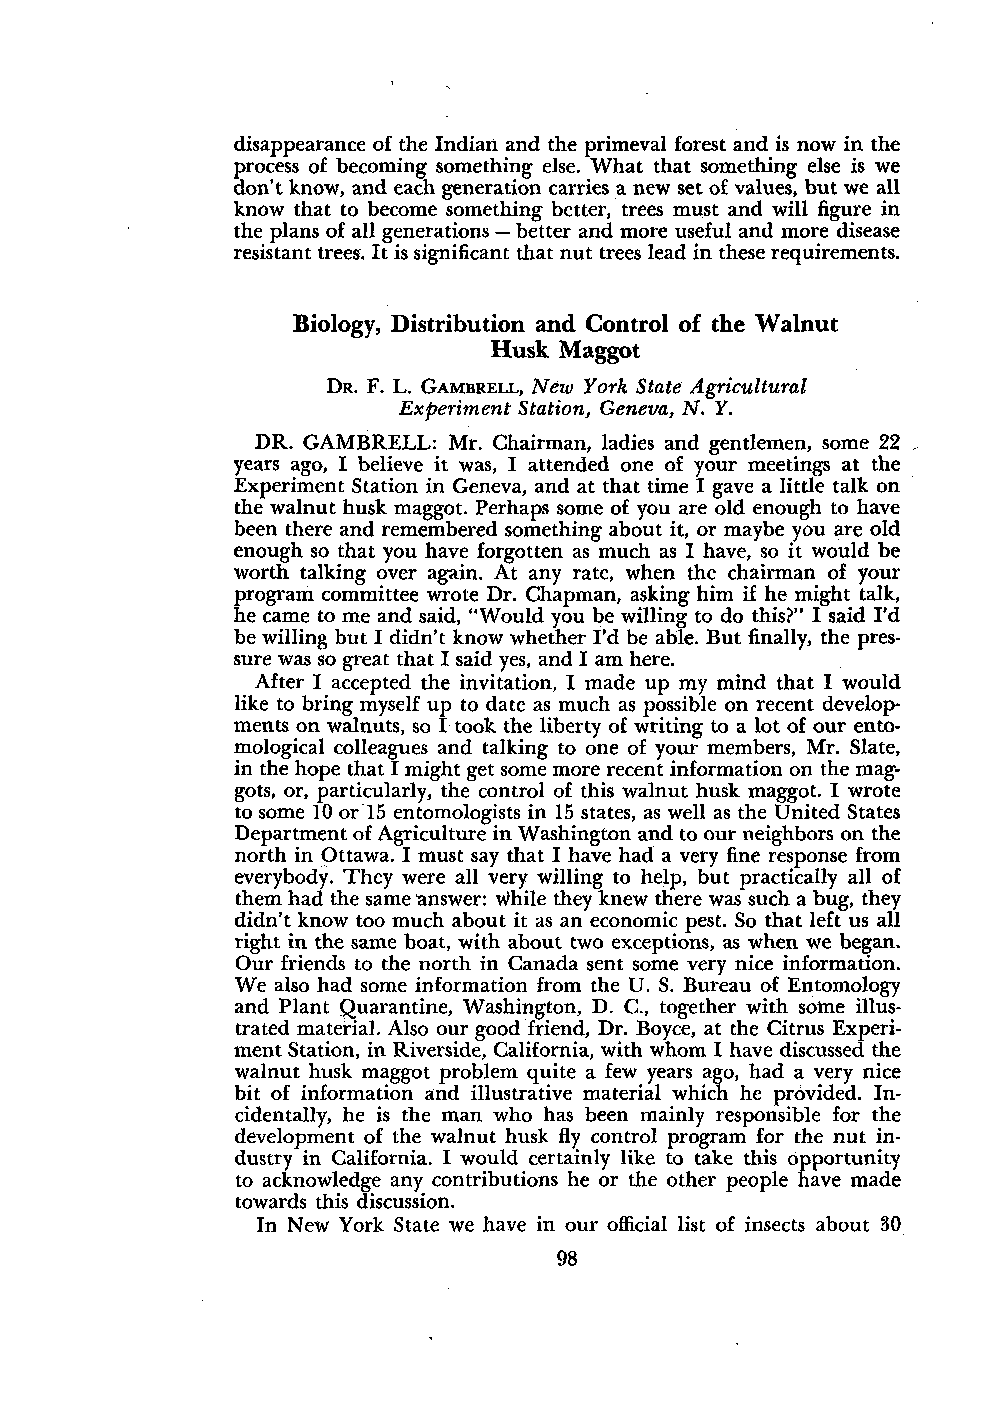 disappearance of the Indian and the primeval forest and is now in the
process of becoming something else. What that something else is we
don't know, and each generation carries a new set of values, but we all
know that to become something better, trees must and will figure in
the plans of all generations — better and more useful and more disease
resistant trees. It is significant that nut trees lead in these requirements.
Biology, Distribution and Control of the Walnut
Husk Maggot
DR. F. L. GAMBRELL, New York State Agricultural
Experiment Station, Geneva, N. Y.
DR. GAMBRELL: Mr. Chairman, ladies and gentlemen, some 22
years ago, I believe it was, I attended one of your meetings at the
Experiment Station in Geneva, and at that time I gave a little talk on
the walnut husk maggot. Perhaps some of you are old enough to have
been there and remembered something about it, or maybe you are old
enough so that you have forgotten as much as I have, so it would be
worth talking over again. At any rate, when the chairman of your
program committee wrote Dr. Chapman, asking him if he might talk,
he came to me and said, "Would you be willing to do this?" I said I'd
be willing but I didn't know whether I'd be able. But finally, the pres-
sure was so great that I said yes, and I am here.
After I accepted the invitation, I made up my mind that I would
like to bring myself up to date as much as possible on recent develop-
ments on walnuts, so I took the liberty of writing to a lot of our ento-
mological colleagues and talking to one of your members, Mr. Slate,
in the hope that I might get some more recent information on the mag-
gots, or, particularly, the control of this walnut husk maggot. I wrote
to some 10 or 15 entomologists in 15 states, as well as the United States
Department of Agriculture in Washington and to our neighbors on the
north in Ottawa. I must say that I have had a very fine response from
everybody. They were all very willing to help, but practically all of
them had the same answer: while they knew there was such a bug, they
didn't know too much about it as an economic pest. So that left us all
right in the same boat, with about two exceptions, as when we began.
Our friends to the north in Canada sent some very nice information.
We also had some information from the U. S. Bureau of Entomology
and Plant Quarantine, Washington, D. C., together with some illus-
trated material. Also our good friend, Dr. Boyce, at the Citrus Experi-
ment Station, in Riverside, California, with whom I have discussed the
walnut husk maggot problem quite a few years ago, had a very nice
bit of information and illustrative material which he provided. In-
cidentally, he is the man who has been mainly responsible for the
development of the walnut husk fly control program for the nut in-
dustry in California. I would certainly like to take this opportunity
to acknowledge any contributions he or the other people have made
towards this discussion.
In New York State we have in our official list of insects about 30
98